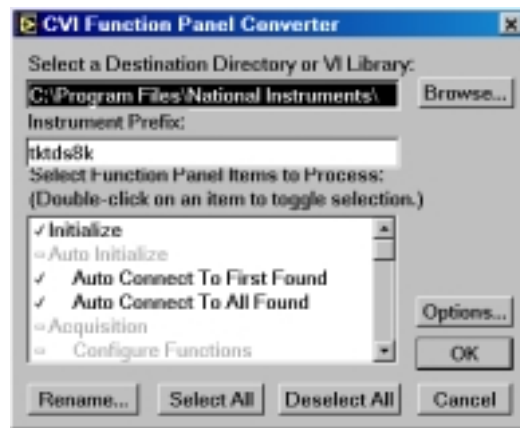 CVI Function Panel Converter
Select a Destination Directory or VI Library:
C:\Program Files\National Instruments\
Browse...
Instrument Prefix:
tktds8k
Select Function Panel Items to Process:
(Double-click on an item to toggle selection.)
Initialize
Auto Initialize
Auto Connect To First Found
Auto Connect To All Found
Acquisition
Configure Functions
Options...
OK
Rename...
Select All
Deselect All
Cancel